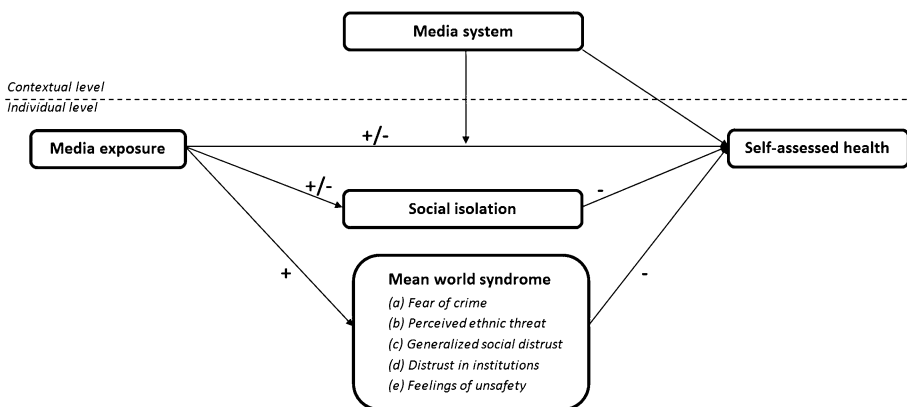 Media system
Contextual level
Individual level
Media exposure
+/-
Self-assessed health
+/-
Social isolation
-
+
Mean world syndrome
(a) Fear of crime
(b) Perceived ethnic threat
(c) Generalized social distrust
(d) Distrust in institutions
(e) Feelings of unsafety
-